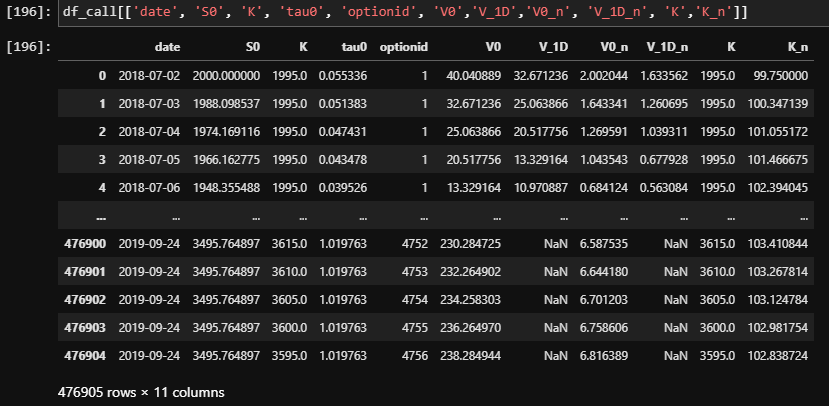 [196]: df_call[['date', 'S0', 'K', 'tau0', 'optionid', 'V0','V_1D','V0_n', 'V_1D_n', 'K','K_n']]
[196]: date S0 K tau0 optionid V0 V_1D V0_n V_1D_n K K_n
0 2018-07-02 2000.000000 1995.0 0.055336 1 40.040889 32.671236 2.002044 1.633562 1995.0 99.750000
1 2018-07-03 1988.098537 1995.0 0.051383 1 32.671236 25.063866 1.643341 1.260695 1995.0 100.347139
2 2018-07-04 1974.169116 1995.0 0.047431 1 25.063866 20.517756 1.269591 1.039311 1995.0 101.055172
3 2018-07-05 1966.162775 1995.0 0.043478 1 20.517756 13.329164 1.043543 0.677928 1995.0 101.466675
4 2018-07-06 1948.355488 1995.0 0.039526 1 13.329164 10.970887 0.684124 0.563084 1995.0 102.394045
... ... ... ... ... ... ... ... ... ... ... ...
476900 2019-09-24 3495.764897 3615.0 1.019763 4752 230.284725 NaN 6.587535 NaN 3615.0 103.410844
476901 2019-09-24 3495.764897 3610.0 1.019763 4753 232.264902 NaN 6.644180 NaN 3610.0 103.267814
476902 2019-09-24 3495.764897 3605.0 1.019763 4754 234.258303 NaN 6.701203 NaN 3605.0 103.124784
476903 2019-09-24 3495.764897 3600.0 1.019763 4755 236.264970 NaN 6.758606 NaN 3600.0 102.981754
476904 2019-09-24 3495.764897 3595.0 1.019763 4756 238.284944 NaN 6.816389 NaN 3595.0 102.838724
476905 rows × 11 columns